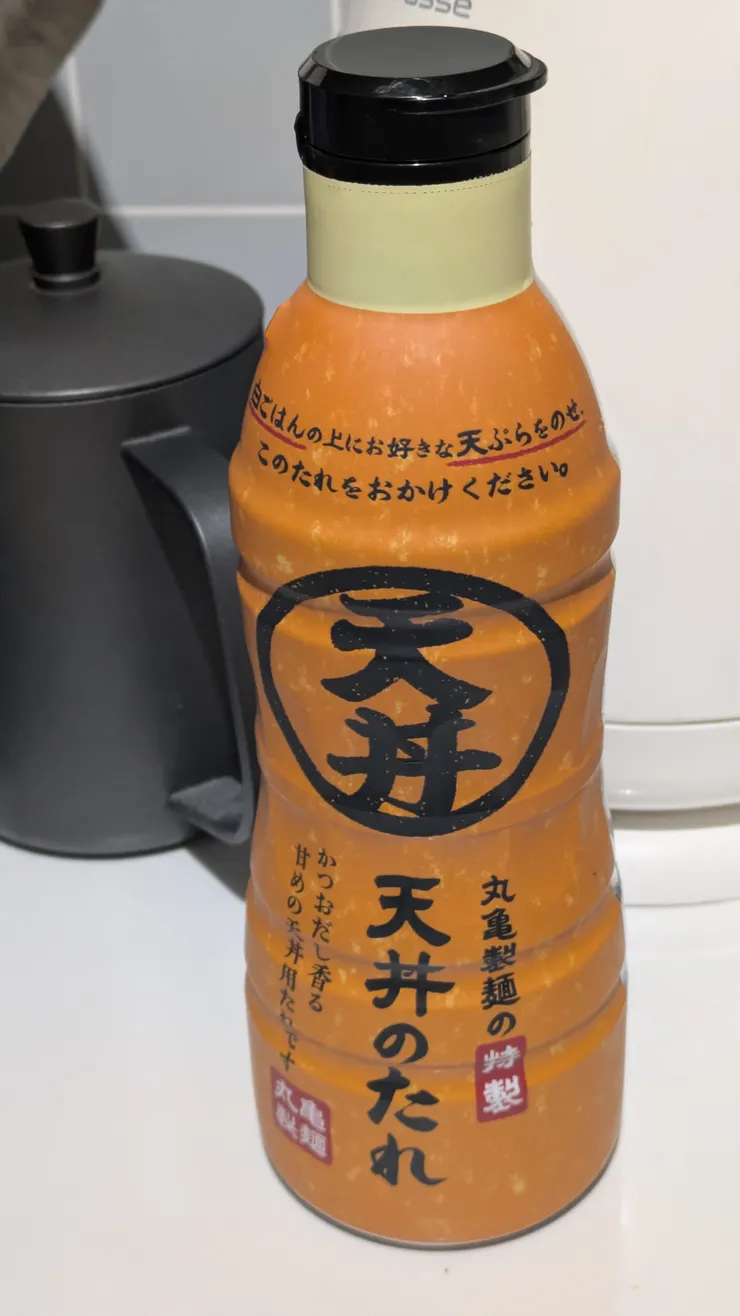 白ごはんの上にお好きな天ぷらをのせ、
このたれをおかけください。
天丼
丸亀製麺の
特製
天丼のたれ
かつおだし香る
甘めの天丼用たれです
丸亀
製麺